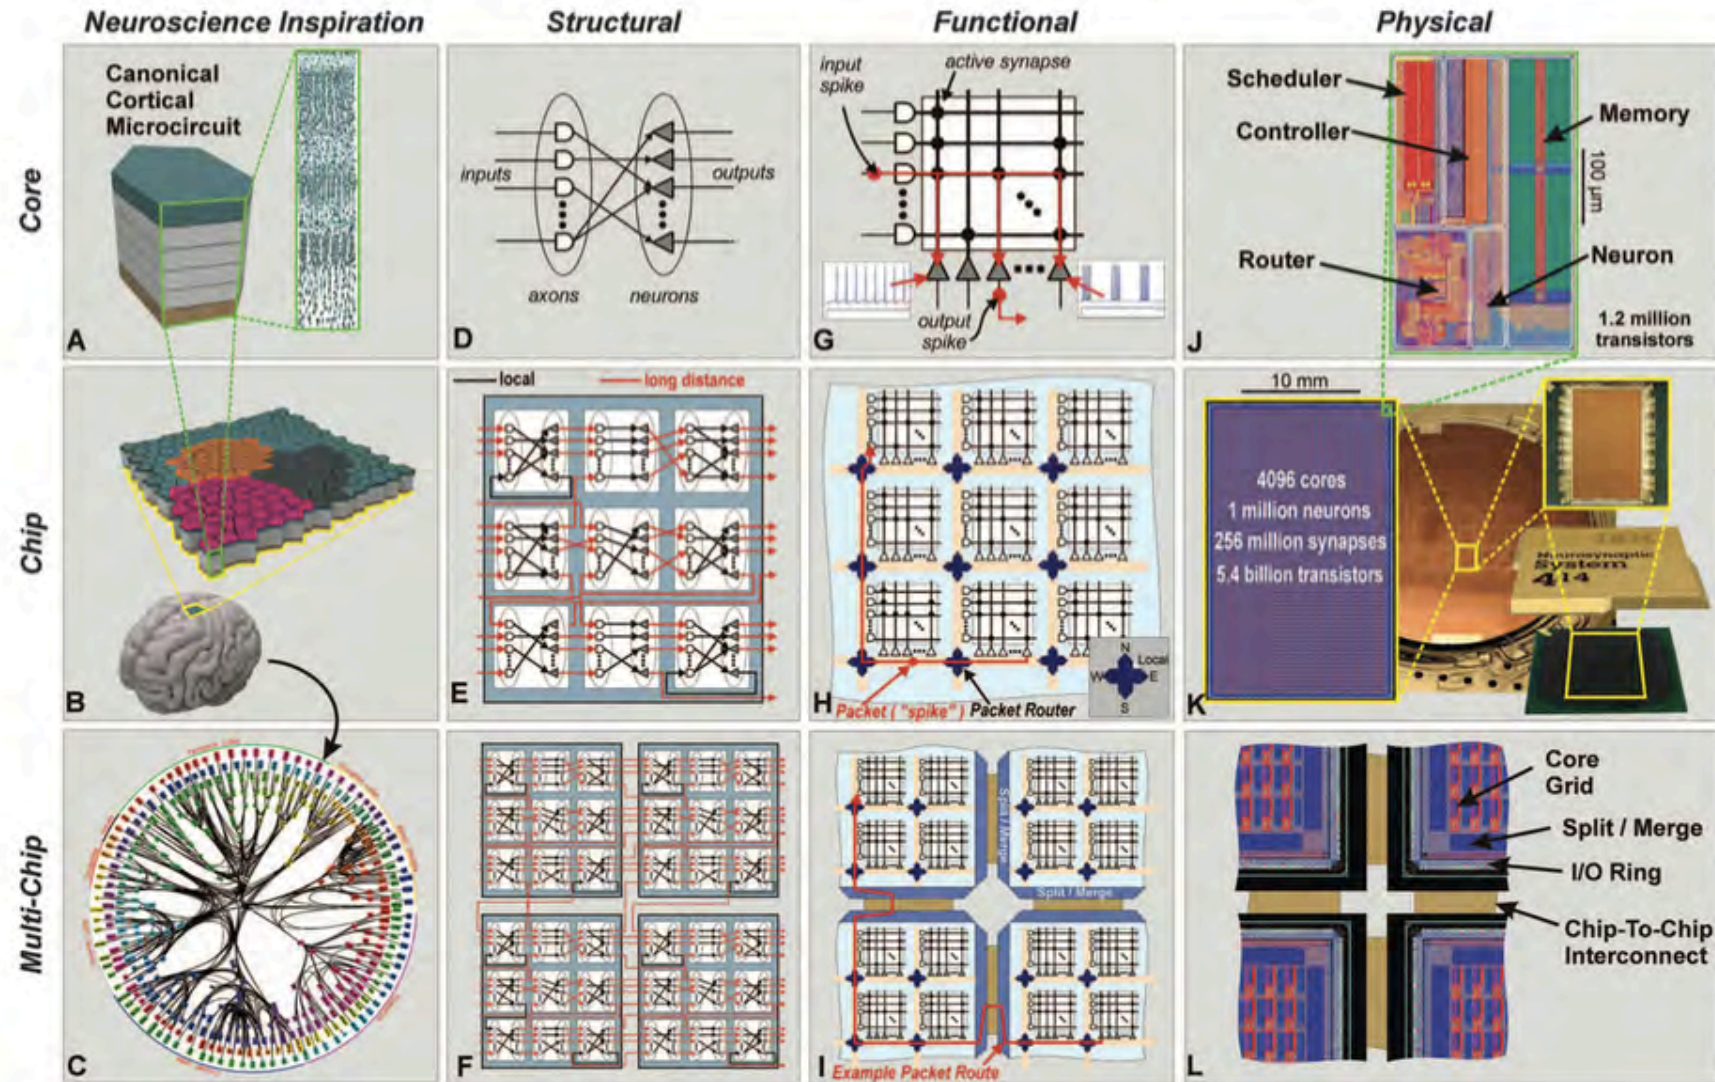 Neuroscience Inspiration
Structural
Functional
Physical
Core
Canonical
Cortical
Microcircuit
A
inputs
outputs
axons
neurons
D
input
spike
active synapse
output
spike
G
Scheduler
Controller
Memory
100 µm
Router
Neuron
1.2 million
transistors
J
Chip
B
local
long distance
E
N
Local
W
E
S
Packet ( "spike" )
Packet Router
H
10 mm
4096 cores
1 million neurons
256 million synapses
5.4 billion transistors
Neurosynaptic
System
414
K
Multi-Chip
C
F
Split / Merge
Split / Merge
Example Packet Route
I
Core
Grid
Split / Merge
I/O Ring
Chip-To-Chip
Interconnect
L